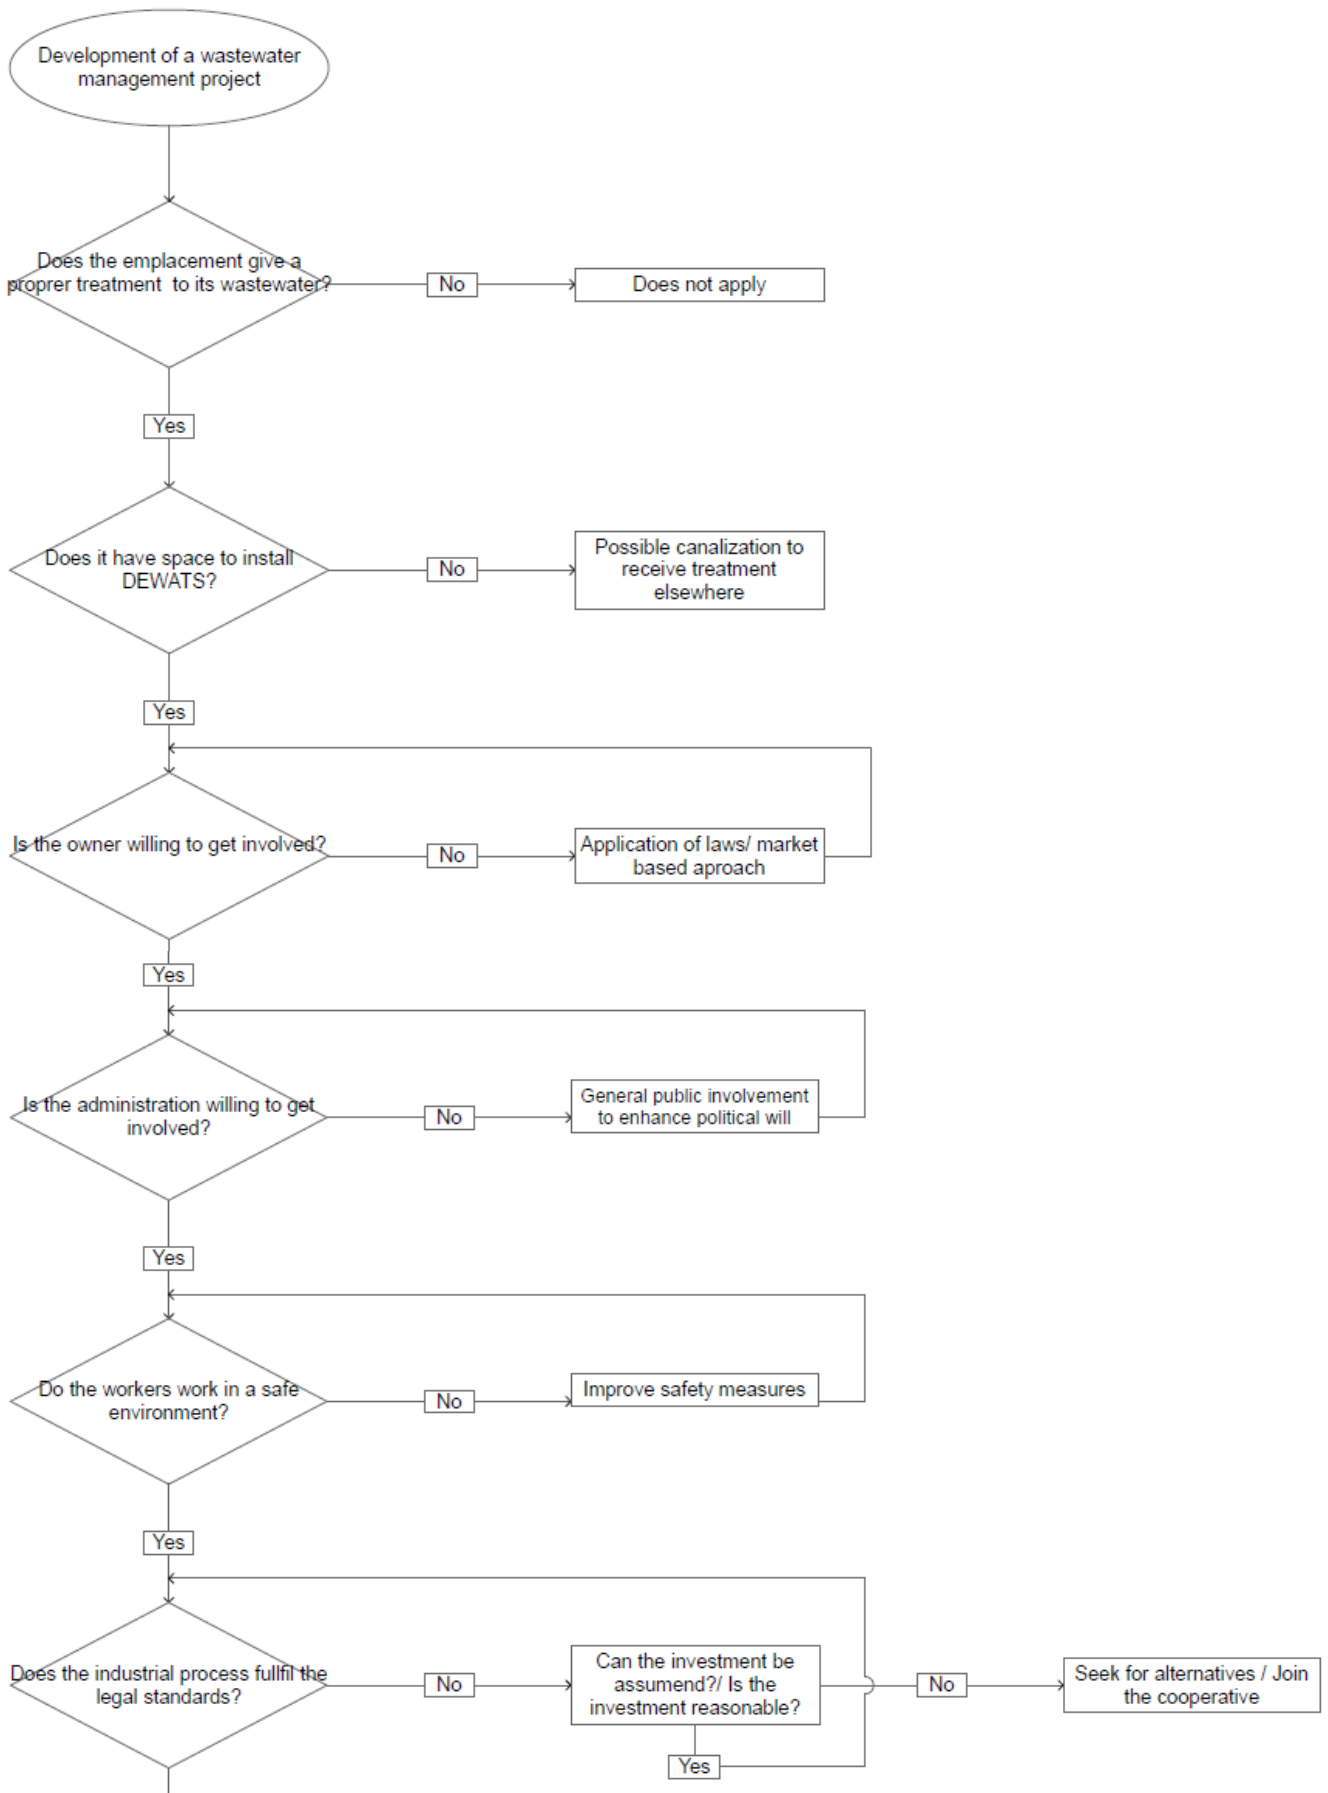 Development of a wastewater
management project
Does the emplacement give a
proprer treatment to its wastewater?
No
Does not apply
Yes
Does it have space to install
DEWATS?
No
Possible canalization to
receive treatment
elsewhere
Yes
Is the owner willing to get involved?
No
Application of laws/ market
based aproach
Yes
Is the administration willing to get
involved?
No
General public involvement
to enhance political will
Yes
Do the workers work in a safe
environment?
No
Improve safety measures
Yes
Does the industrial process fullfil the
legal standards?
No
Can the investment be
assumend?/ Is the
investment reasonable?
No
Seek for alternatives / Join
the cooperative
Yes